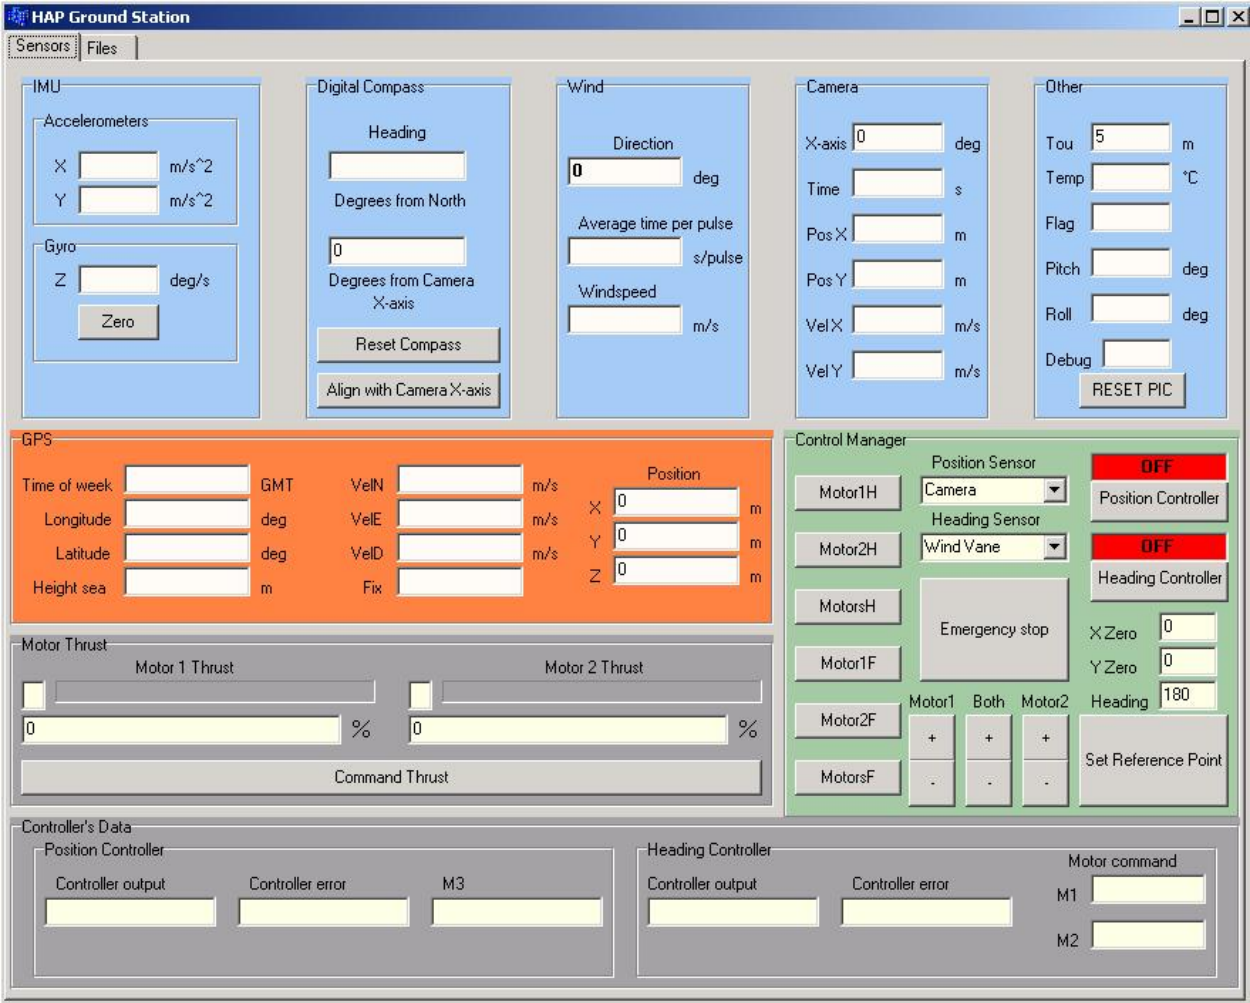 HAP Ground Station
Sensors Files
IMU
Accelerometers
X m/s^2
Y m/s^2
Gyro
Z deg/s
Zero
Digital Compass
Heading
Degrees from North
0
Degrees from Camera
X-axis
Reset Compass
Align with Camera X-axis
Wind
Direction
0 deg
Average time per pulse
s/pulse
Windspeed
m/s
Camera
X-axis 0 deg
Time s
Pos X m
Pos Y m
Vel X m/s
Vel Y m/s
Other
Tou 5 m
Temp °C
Flag
Pitch deg
Roll deg
Debug
RESET PIC
GPS
Time of week GMT
Longitude deg
Latitude deg
Height sea m
VelN m/s
VelE m/s
VelD m/s
Fix
Position
X 0 m
Y 0 m
Z 0 m
Control Manager
Motor1H
Motor2H
MotorsH
Motor1F
Motor2F
MotorsF
Position Sensor
Camera
Heading Sensor
Wind Vane
Emergency stop
Motor1 Both Motor2
+ + +
- - -
OFF
Position Controller
OFF
Heading Controller
X Zero 0
Y Zero 0
Heading 180
Set Reference Point
Motor Thrust
Motor 1 Thrust Motor 2 Thrust
0 % 0 %
Command Thrust
Controller's Data
Position Controller
Controller output Controller error M3
Heading Controller
Controller output Controller error
Motor command
M1
M2